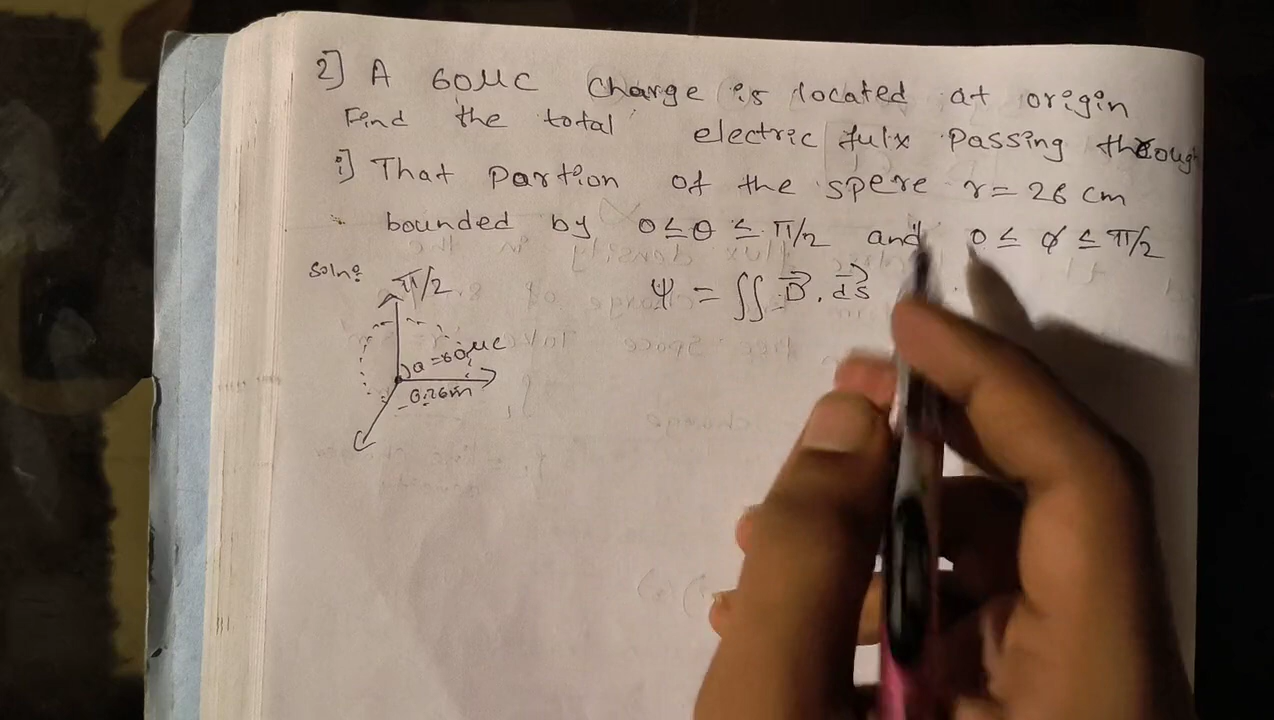 2] A 60μC charge is located at origin
Find the total electric fulx passing through
i] That partion of the spere r = 26 cm
bounded by 0 ≤ θ ≤ π/2 and 0 ≤ ϕ ≤ π/2
Soln:
π/2
ψ = ∬ D⃗ . ds⃗
Q = 60μC
0.26m